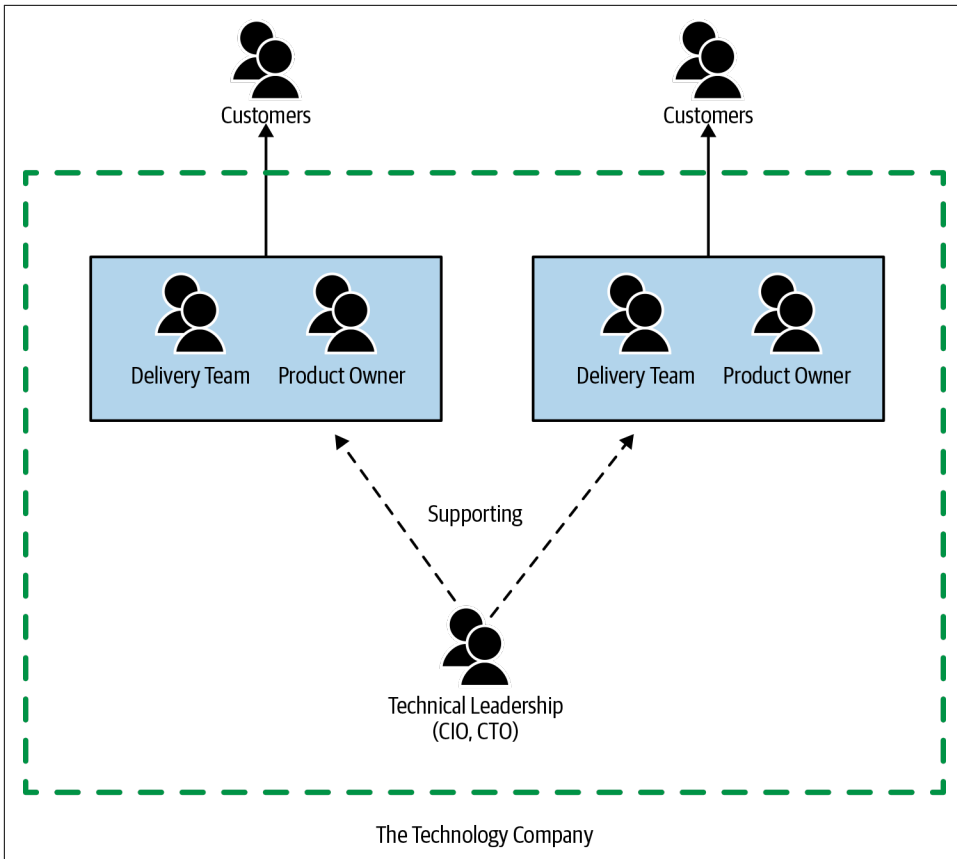 Customers
Customers
Delivery Team
Product Owner
Delivery Team
Product Owner
Supporting
Technical Leadership
(CIO, CTO)
The Technology Company